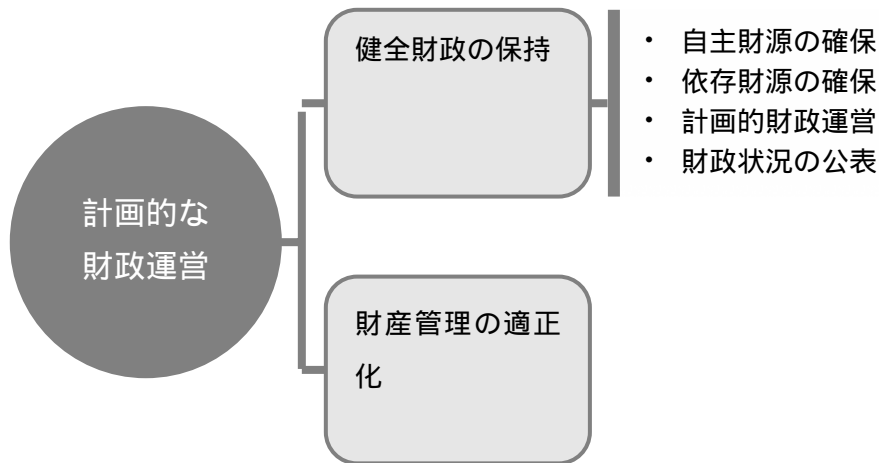 計画的な
財政運営
健全財政の保持
・ 自主財源の確保
・ 依存財源の確保
・ 計画的財政運営
・ 財政状況の公表
財産管理の適正
化